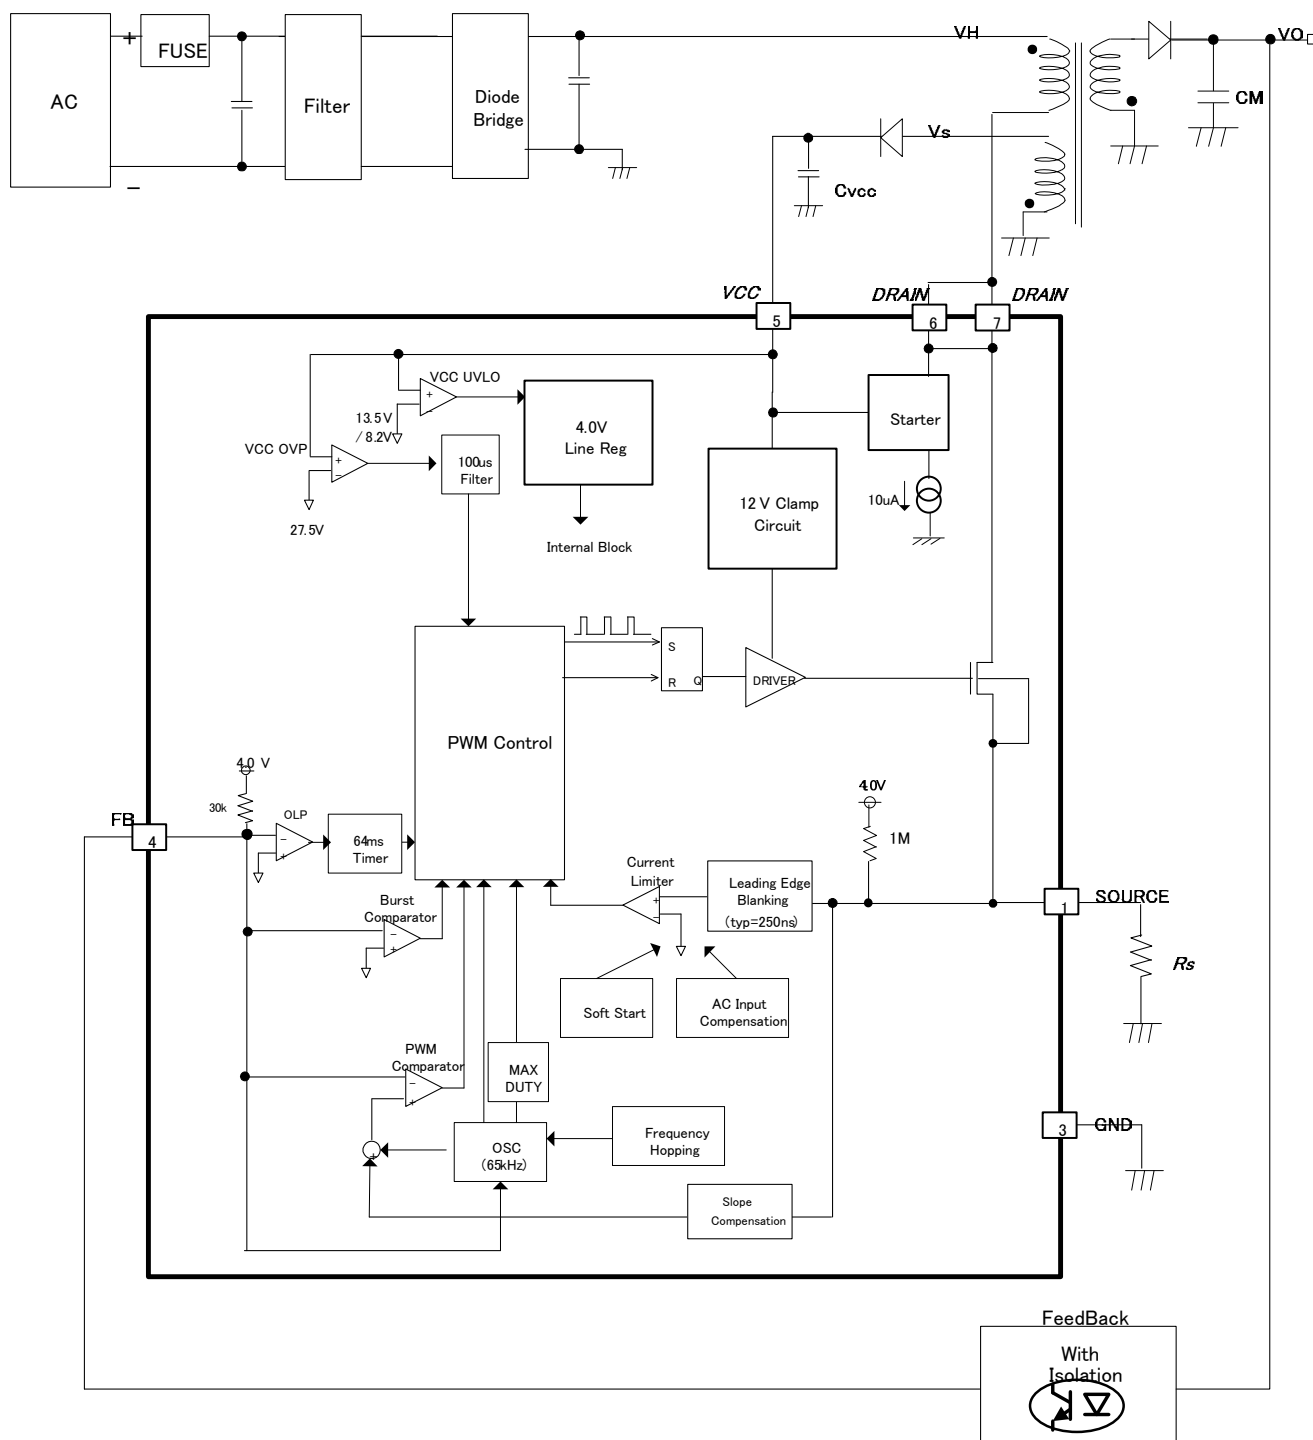 +
FUSE
AC
Filter
Diode
Bridge
VH
VO
CM
Vs
Cvcc
−
VCC
DRAIN
DRAIN
5
6
7
VCC UVLO
+
−
13.5V
/ 8.2V
4.0V
Line Reg
Starter
VCC OVP
+
−
100us
Filter
27.5V
12 V Clamp
Circuit
10uA
Internal Block
S
R
Q
DRIVER
PWM Control
4.0 V
30k
OLP
FB
4
−
+
64ms
Timer
4.0V
1M
Current
Limiter
+
−
Leading Edge
Blanking
(typ=250ns)
1
SOURCE
Burst
Comparator
−
+
Rs
Soft Start
AC Input
Compensation
PWM
Comparator
−
+
MAX
DUTY
3
GND
+
OSC
(65kHz)
Frequency
Hopping
Slope
Compensation
FeedBack
With
Isolation